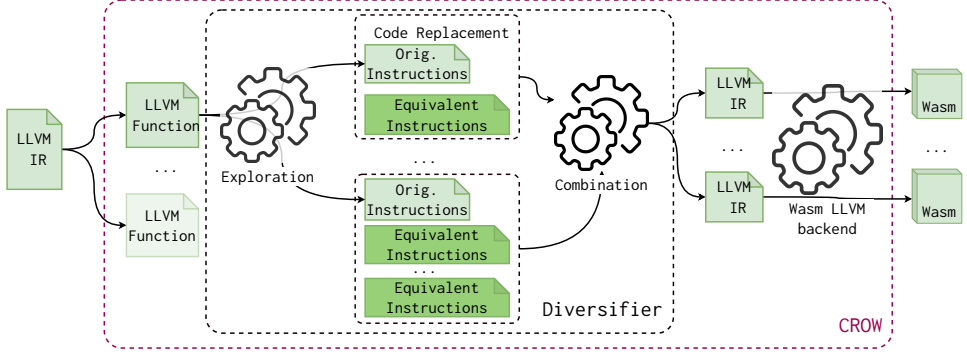 LLVM
IR
LLVM
Function
...
LLVM
Function
Exploration
Code Replacement
Orig.
Instructions
Equivalent
Instructions
...
Orig.
Instructions
Equivalent
Instructions
...
Equivalent
Instructions
Combination
Diversifier
LLVM
IR
...
LLVM
IR
Wasm LLVM
backend
Wasm
...
Wasm
CROW